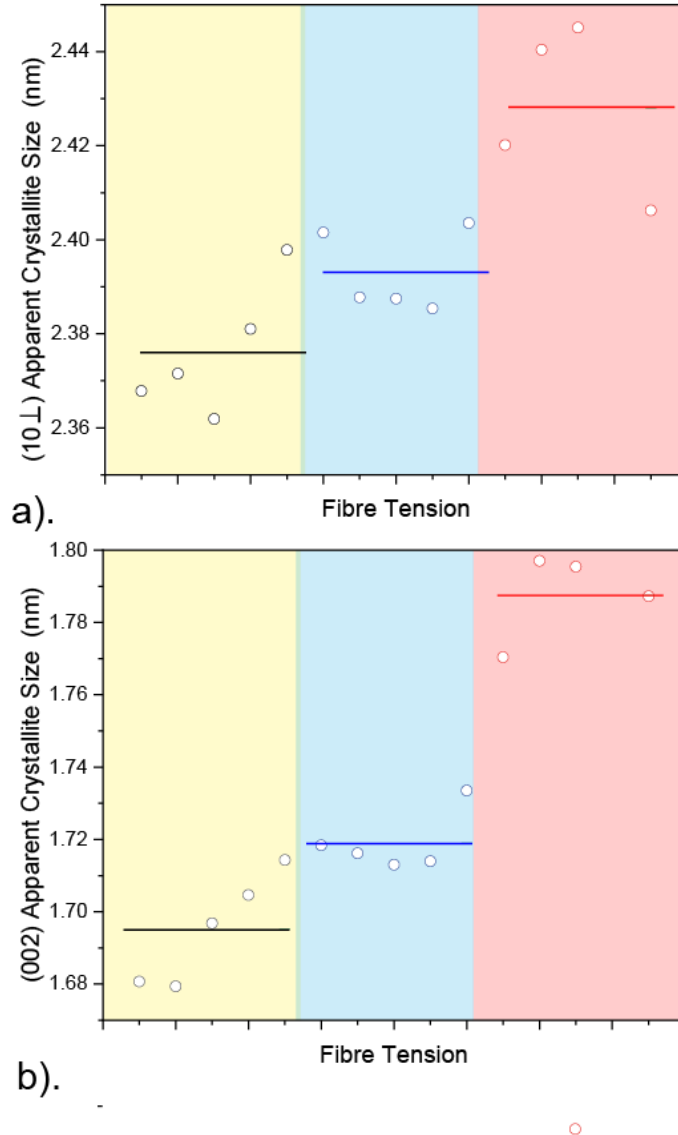 (10⊥) Apparent Crystallite Size (nm)
2.44
2.42
2.40
2.38
2.36
Fibre Tension
a).
(002) Apparent Crystallite Size (nm)
1.80
1.78
1.76
1.74
1.72
1.70
1.68
Fibre Tension
b).